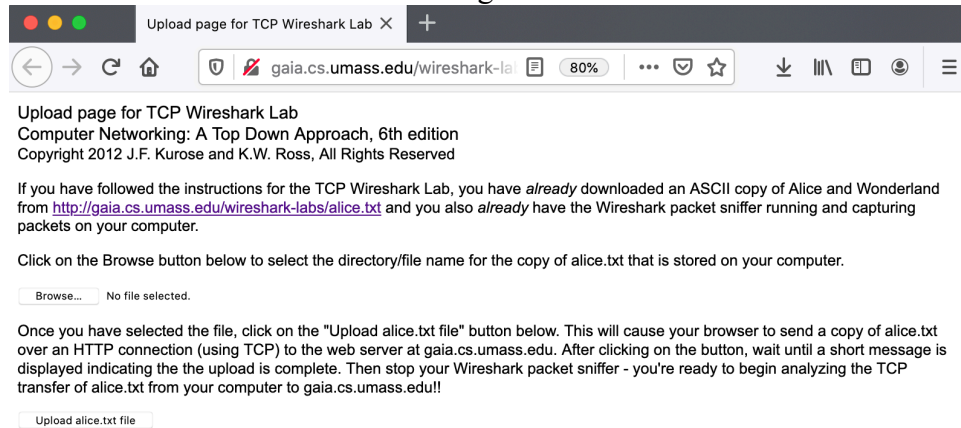 Upload page for TCP Wireshark Lab
gaia.cs.umass.edu/wireshark-la
80%
Upload page for TCP Wireshark Lab
Computer Networking: A Top Down Approach, 6th edition
Copyright 2012 J.F. Kurose and K.W. Ross, All Rights Reserved
If you have followed the instructions for the TCP Wireshark Lab, you have already downloaded an ASCII copy of Alice and Wonderland
from http://gaia.cs.umass.edu/wireshark-labs/alice.txt and you also already have the Wireshark packet sniffer running and capturing
packets on your computer.
Click on the Browse button below to select the directory/file name for the copy of alice.txt that is stored on your computer.
Browse... No file selected.
Once you have selected the file, click on the "Upload alice.txt file" button below. This will cause your browser to send a copy of alice.txt
over an HTTP connection (using TCP) to the web server at gaia.cs.umass.edu. After clicking on the button, wait until a short message is
displayed indicating the the upload is complete. Then stop your Wireshark packet sniffer - you're ready to begin analyzing the TCP
transfer of alice.txt from your computer to gaia.cs.umass.edu!!
Upload alice.txt file